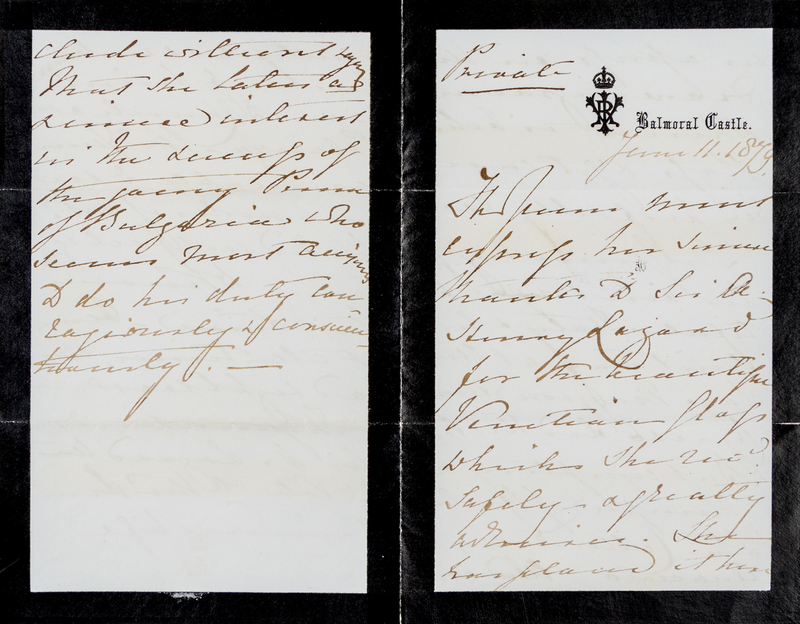 Private
Balmoral Castle.
June 11. 1879.
The Queen must
express her sincere
thanks to Sir A.
Henry Layard
for the beautiful
Venetian glass
which she recd.
safely & greatly
admires. She
has placed it here
clude without saying
that she takes a
sincere interest
in the success of
the young Prince
of Bulgaria who
seems most anxious
to do his duty cou
rageously & conscien
tiously. —